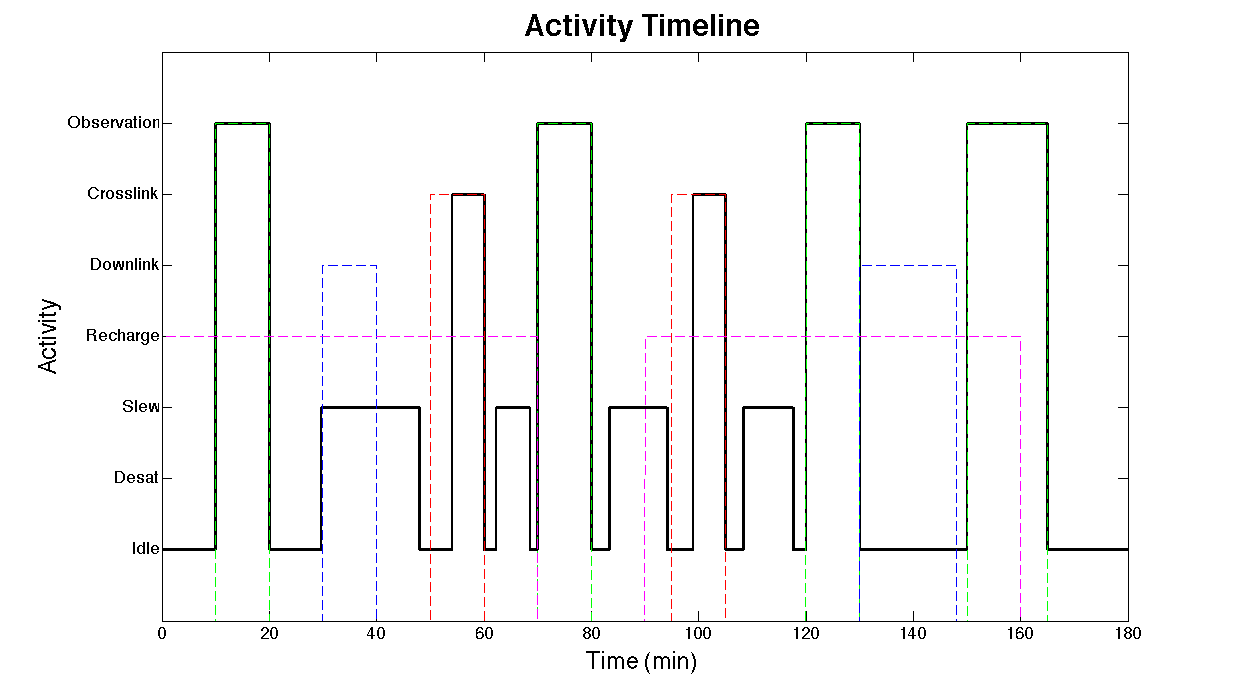 Activity Timeline
Activity
Observation
Crosslink
Downlink
Recharge
Slew
Desat
Idle
0 20 40 60 80 100 120 140 160 180
Time (min)